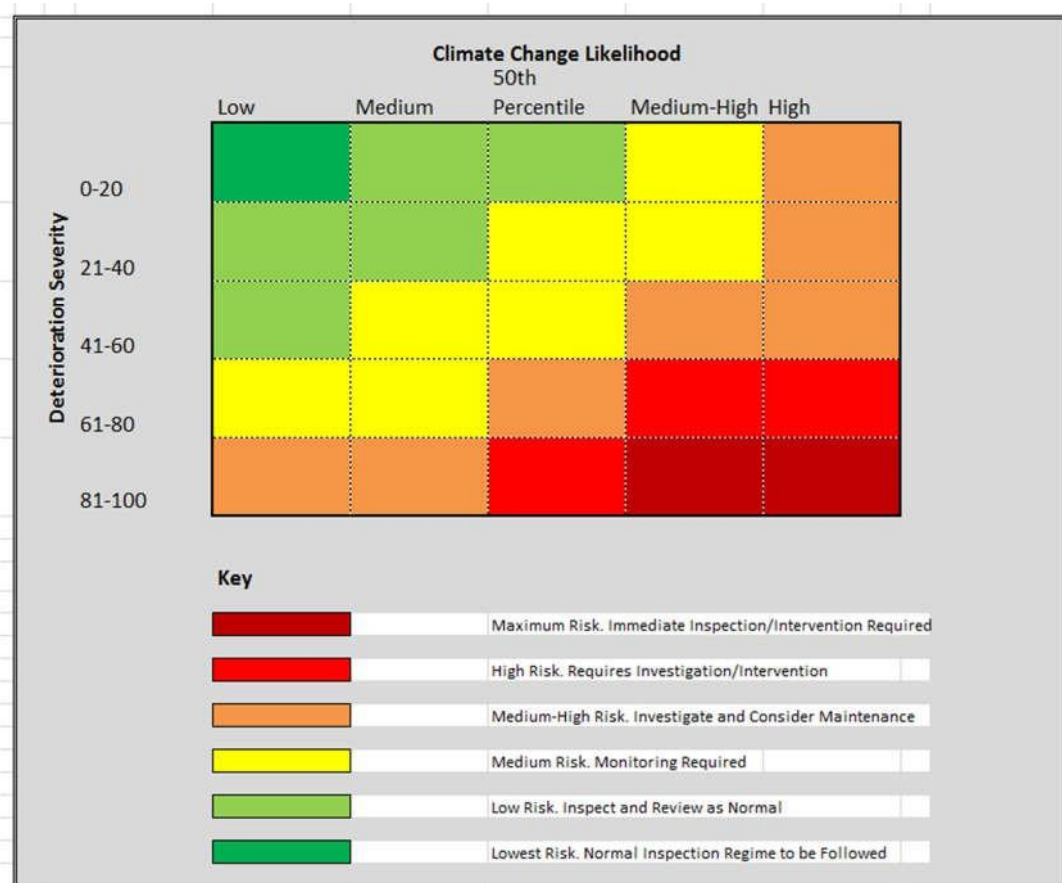 Climate Change Likelihood
50th
Low Medium Percentile Medium-High High
Deterioration Severity
0-20
21-40
41-60
61-80
81-100
Key
Maximum Risk. Immediate Inspection/Intervention Required
High Risk. Requires Investigation/Intervention
Medium-High Risk. Investigate and Consider Maintenance
Medium Risk. Monitoring Required
Low Risk. Inspect and Review as Normal
Lowest Risk. Normal Inspection Regime to be Followed